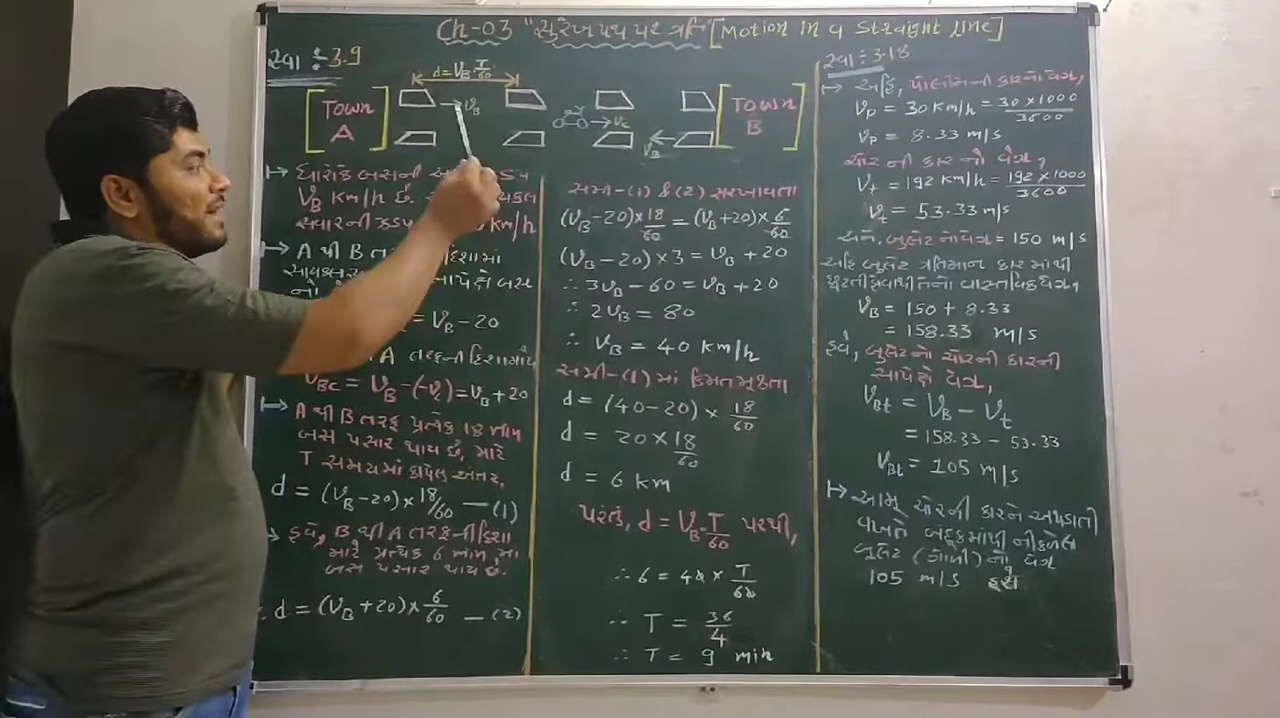 Ch-03 "સુરેખ પથ પર ગતિ [Motion in a Straight line]
સ્વા ÷ 3.9
d = VB T/60
Town A
VB
Vc
VB
Town B
ધારોકે બસની
VB km/h છે.
સવારની ઝડપ km/h
A થી B
બસ
= VB - 20
A તરફની દિશામાં
VBC = VB - (-Vc) = VB + 20
A થી B તરફ પ્રત્યેક 18 min
બસ પસાર થાય છે, માટે
T સમયમાં કાપેલ અંતર,
d = (VB - 20) × 18/60 — (1)
હવે, B થી A તરફની દિશા
માટે પ્રત્યેક 6 min માં
બસ પસાર થાય છે.
∴ d = (VB + 20) × 6/60 — (2)
સમી-(1) & (2) સરખાવતા
(VB - 20) × 18/60 = (VB + 20) × 6/60
(VB - 20) × 3 = VB + 20
∴ 3VB - 60 = VB + 20
∴ 2VB = 80
∴ VB = 40 km/h
સમી-(1) માં કિંમત મૂકતા
d = (40 - 20) × 18/60
d = 20 × 18/60
d = 6 km
પરંતુ, d = VB T/60 પરથી,
∴ 6 = 40 × T/60
∴ T = 36/4
∴ T = 9 min
સ્વા ÷ 3.18
અહિ, પોલીસની કારનો વેગ,
Vp = 30 km/h = 30 × 1000/3600
Vp = 8.33 m/s
ચોર ની કાર નો વેગ,
Vt = 192 km/h = 192 × 1000/3600
Vt = 53.33 m/s
અને, બુલેટ નો વેગ = 150 m/s
અહિ બુલેટ ગતિમાન કાર માંથી
છૂટતી હોવાથી તેનો વાસ્તવિક વેગ,
VB = 150 + 8.33
= 158.33 m/s
હવે, બુલેટનો ચોરની કારની
સાપેક્ષે વેગ,
VBt = VB - Vt
= 158.33 - 53.33
VBt = 105 m/s
આમ ચોરની કારને અથડાતી
વખતે બંદૂકમાંથી નીકળેલા
બુલેટ (ગોળી) નો વેગ
105 m/s હશે